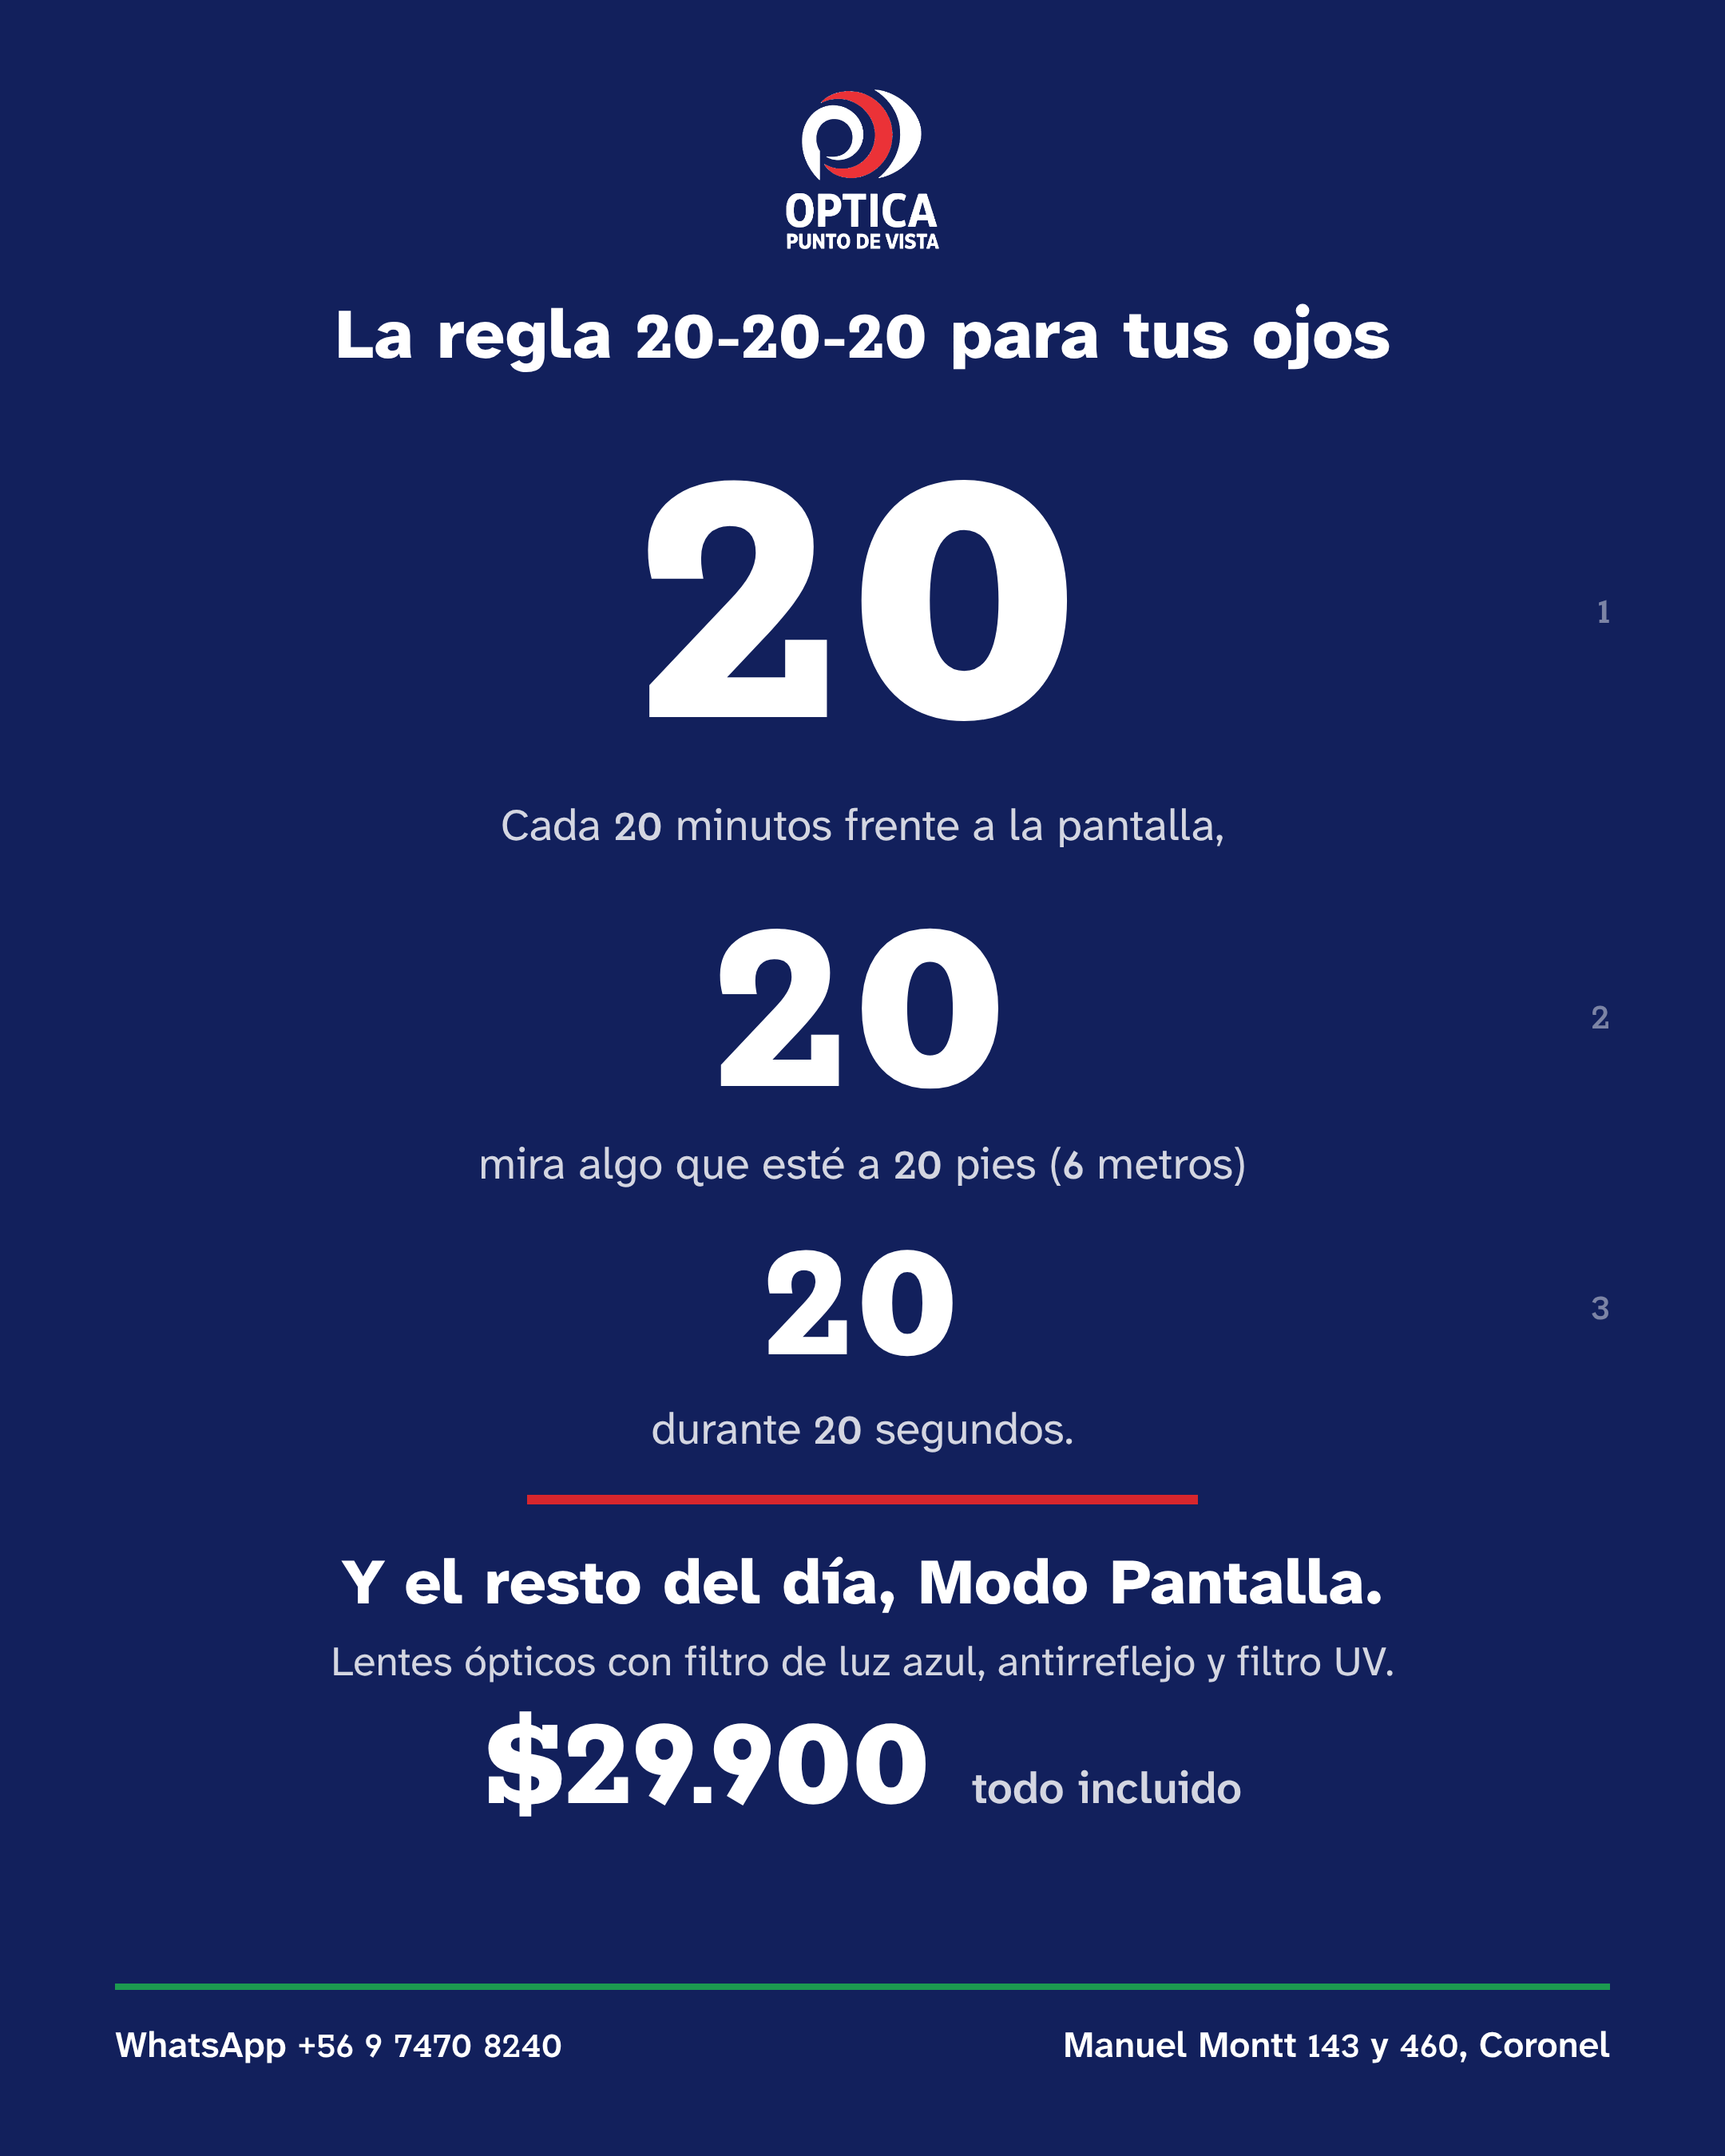 OPTICA
PUNTO DE VISTA
La regla 20-20-20 para tus ojos
20
1
Cada 20 minutos frente a la pantalla,
20
2
mira algo que esté a 20 pies (6 metros)
20
3
durante 20 segundos.
Y el resto del día, Modo Pantalla.
Lentes ópticos con filtro de luz azul, antirreflejo y filtro UV.
$29.900 todo incluido
WhatsApp +56 9 7470 8240
Manuel Montt 143 y 460, Coronel